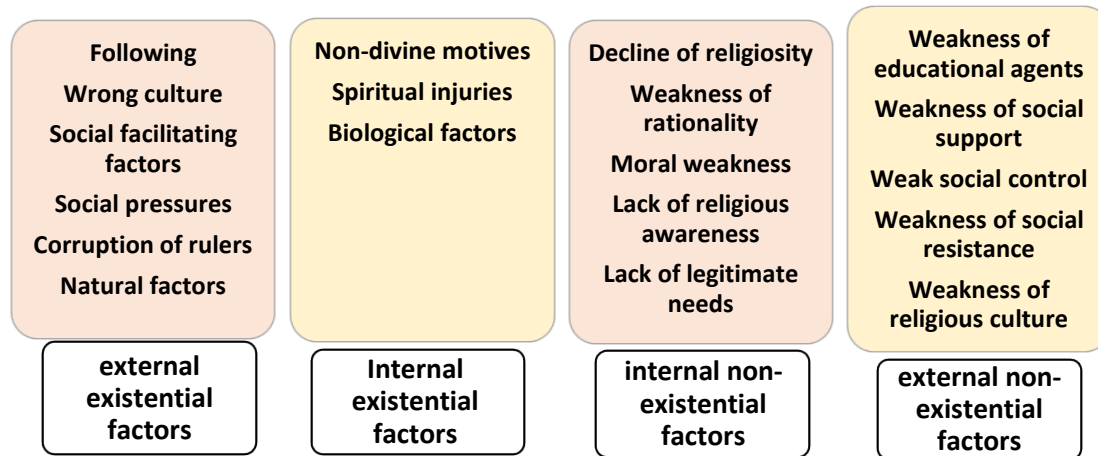 Following
Wrong culture
Social facilitating
factors
Social pressures
Corruption of rulers
Natural factors
external
existential
factors
Non-divine motives
Spiritual injuries
Biological factors
Internal
existential
factors
Decline of religiosity
Weakness of
rationality
Moral weakness
Lack of religious
awareness
Lack of legitimate
needs
internal non-
existential
factors
Weakness of
educational agents
Weakness of social
support
Weak social control
Weakness of social
resistance
Weakness of
religious culture
external non-
existential
factors